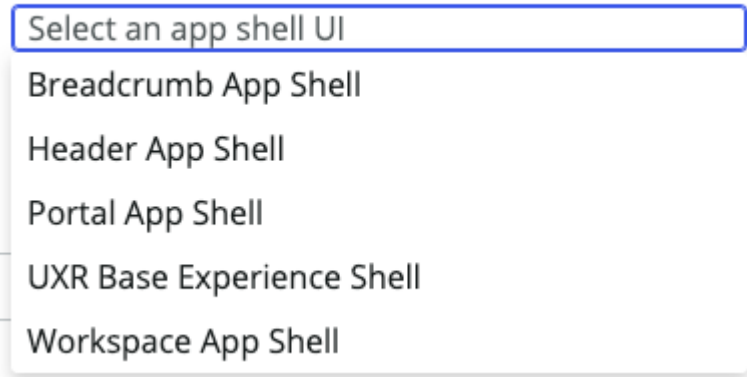 Select an app shell UI
Breadcrumb App Shell
Header App Shell
Portal App Shell
UXR Base Experience Shell
Workspace App Shell